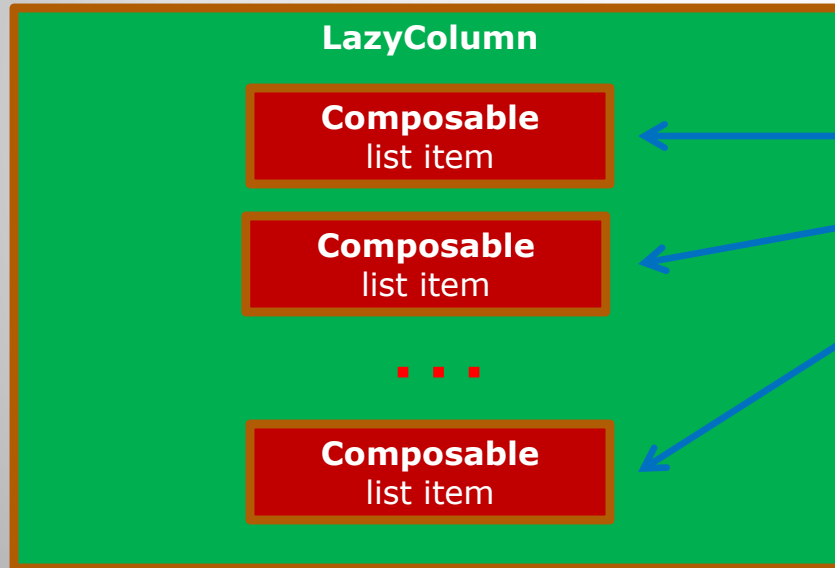 LazyColumn
Composable
list item
Composable
list item
. . .
Composable
list item